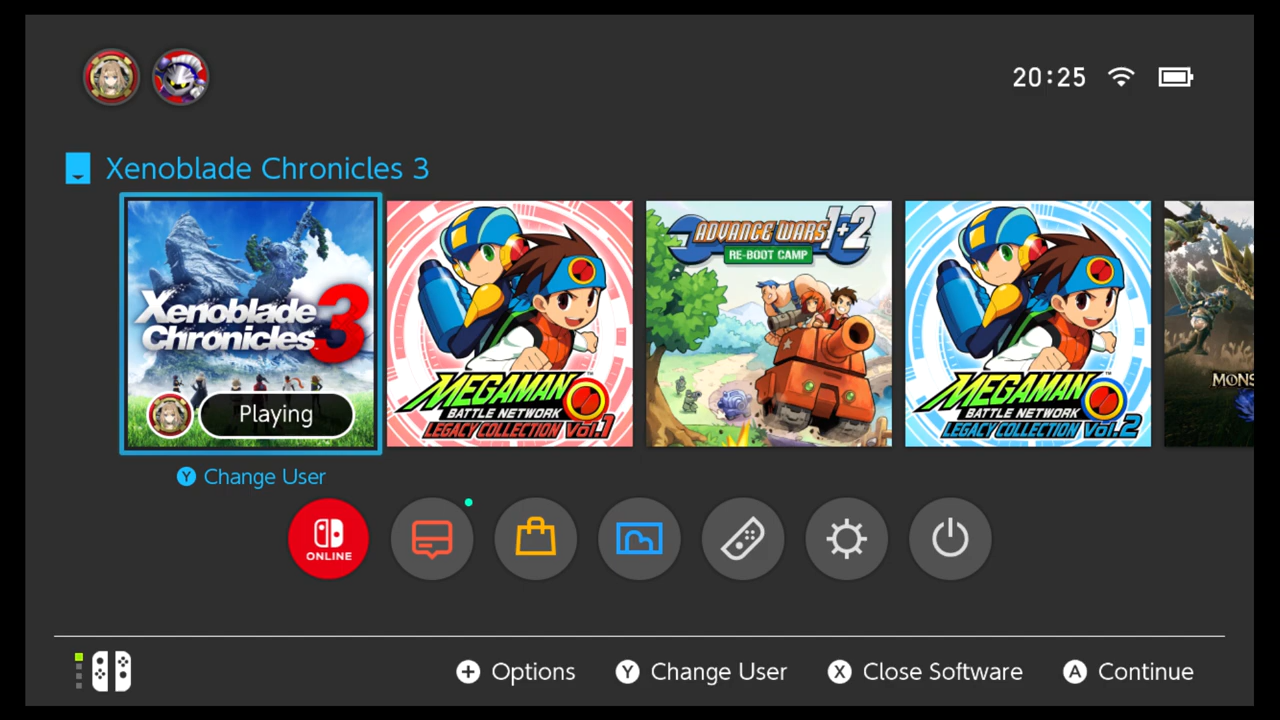 20:25
Xenoblade Chronicles 3
Xenoblade
Chronicles 3
Playing
MEGAMAN
BATTLE NETWORK
LEGACY COLLECTION Vol.1
ADVANCE WARS 1+2
RE-BOOT CAMP
MEGAMAN
BATTLE NETWORK
LEGACY COLLECTION Vol.2
MONS
Y Change User
ONLINE
+ Options
Y Change User
X Close Software
A Continue